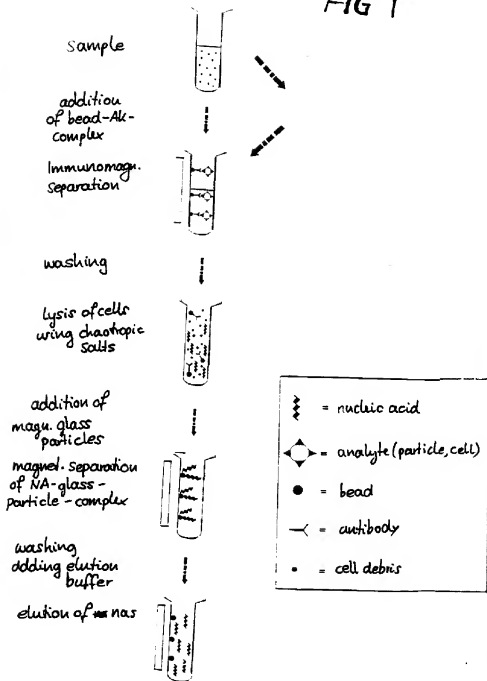 FIG 1
sample
addition
of bead-Ak-
complex
Immunomagn.
separation
washing
lysis of cells
using chaotropic
salts
addition of
magn. glass
particles
magnet. separation
of NA-glass-
particle-complex
washing
adding elution
buffer
elution of nas
= nucleic acid
= analyte (particle, cell)
= bead
= antibody
= cell debris